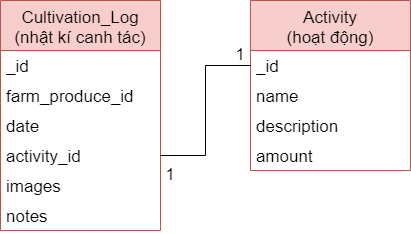 Cultivation_Log
(nhật kí canh tác)
_id
farm_produce_id
date
activity_id
images
notes
1
1
Activity
(hoạt động)
_id
name
description
amount